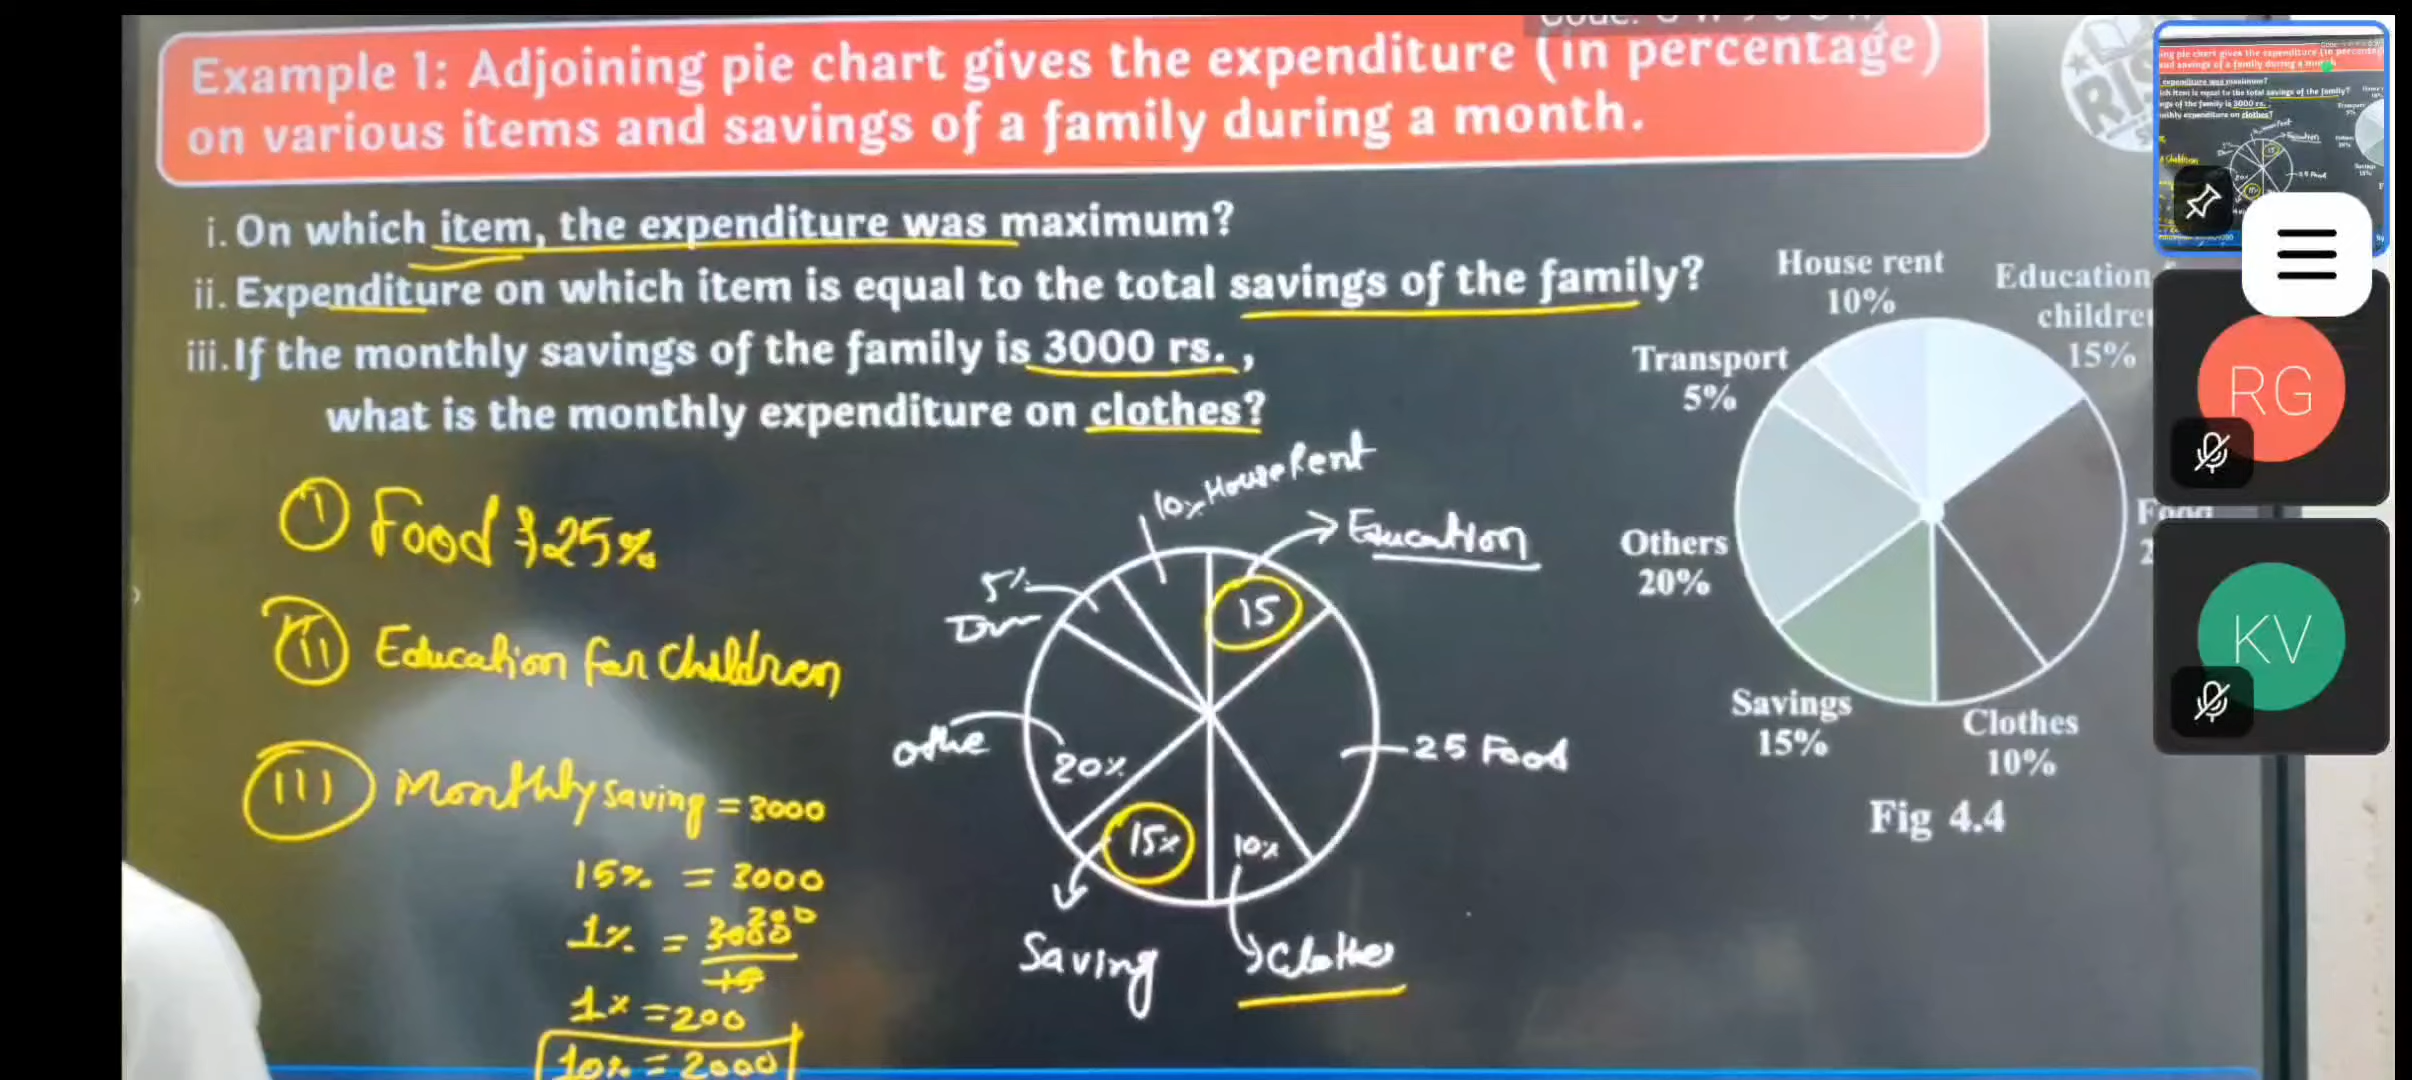 Example 1: Adjoining pie chart gives the expenditure (in percentage)
on various items and savings of a family during a month.
i. On which item, the expenditure was maximum?
ii. Expenditure on which item is equal to the total savings of the family?
iii. If the monthly savings of the family is 3000 rs.,
what is the monthly expenditure on clothes?
House rent
10%
Education
children
15%
Transport
5%
Others
20%
Savings
15%
Clothes
10%
Food
2
Fig 4.4
RG
KV
I Food 25%
II Education for Children
III Monthly saving = 3000
15% = 3000
1% = 3000
15
200
1% = 200
10% = 2000
10% House Rent
Education
15
5%
20%
25 Food
15%
10%
Saving
Clothes